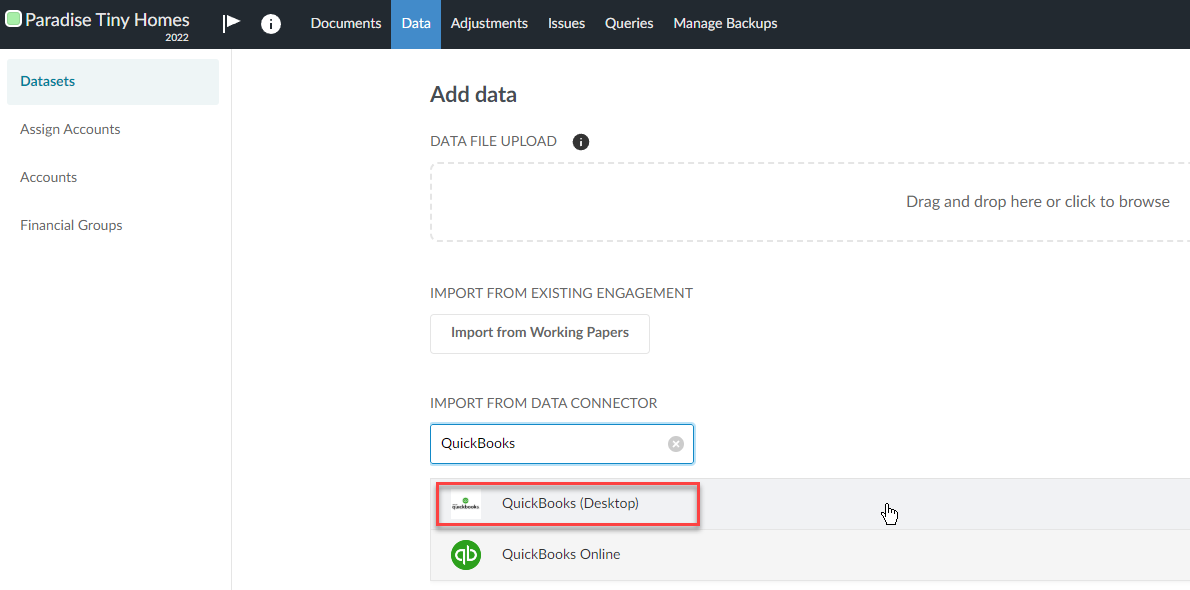 Paradise Tiny Homes
2022
Documents Data Adjustments Issues Queries Manage Backups
Datasets
Assign Accounts
Accounts
Financial Groups
Add data
DATA FILE UPLOAD
Drag and drop here or click to browse
IMPORT FROM EXISTING ENGAGEMENT
Import from Working Papers
IMPORT FROM DATA CONNECTOR
QuickBooks
quickbooks
QuickBooks (Desktop)
qb
QuickBooks Online